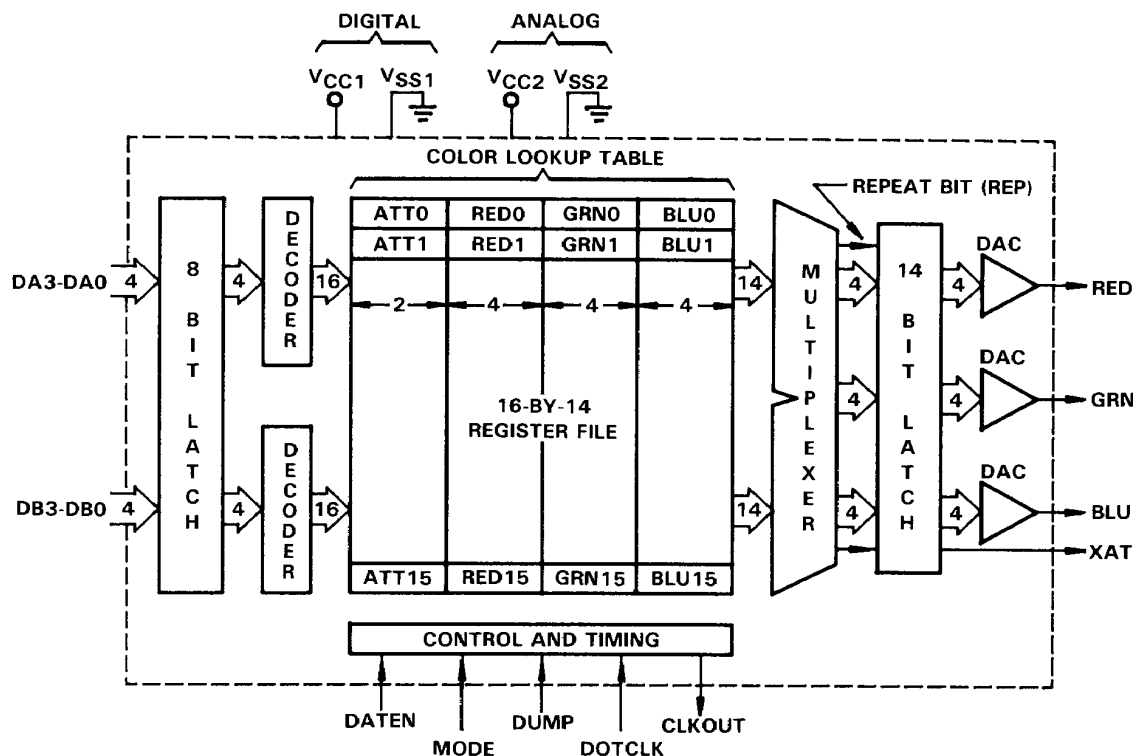 DIGITAL
ANALOG
VCC1
VSS1
VCC2
VSS2
COLOR LOOKUP TABLE
REPEAT BIT (REP)
ATT0 RED0 GRN0 BLU0
ATT1 RED1 GRN1 BLU1
DA3-DA0
4
8 BIT LATCH
4
DECODER
16
2
4
4
4
14
MULTIPLEXER
4
14 BIT LATCH
4
DAC
RED
16-BY-14
REGISTER FILE
4
4
DAC
GRN
DB3-DB0
4
4
DECODER
16
14
4
4
DAC
BLU
XAT
ATT15 RED15 GRN15 BLU15
CONTROL AND TIMING
DATEN
MODE
DUMP
DOTCLK
CLKOUT